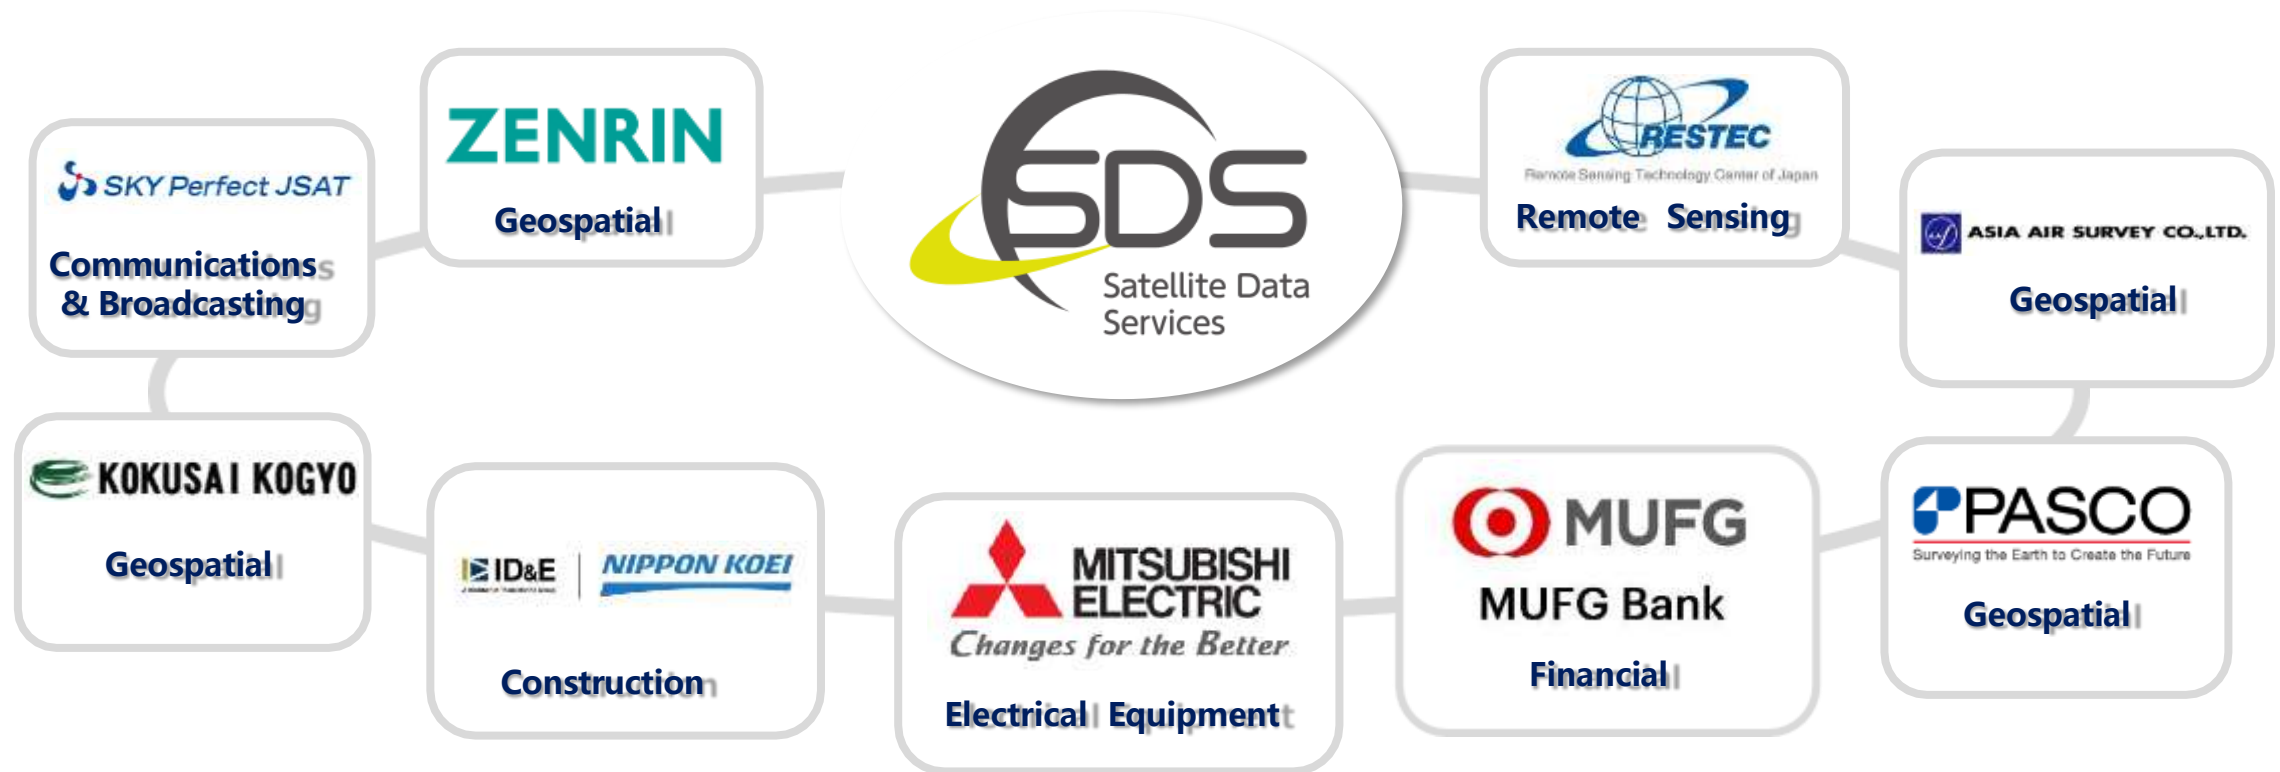 SDS
Satellite Data
Services
ZENRIN
Geospatial
SKY Perfect JSAT
Communications
& Broadcasting
KOKUSAI KOGYO
Geospatial
ID&E
NIPPON KOEI
Construction
MITSUBISHI
ELECTRIC
Changes for the Better
Electrical Equipment
MUFG
MUFG Bank
Financial
PASCO
Surveying the Earth to Create the Future
Geospatial
ASIA AIR SURVEY CO.,LTD.
Geospatial
RESTEC
Remote Sensing Technology Center of Japan
Remote Sensing